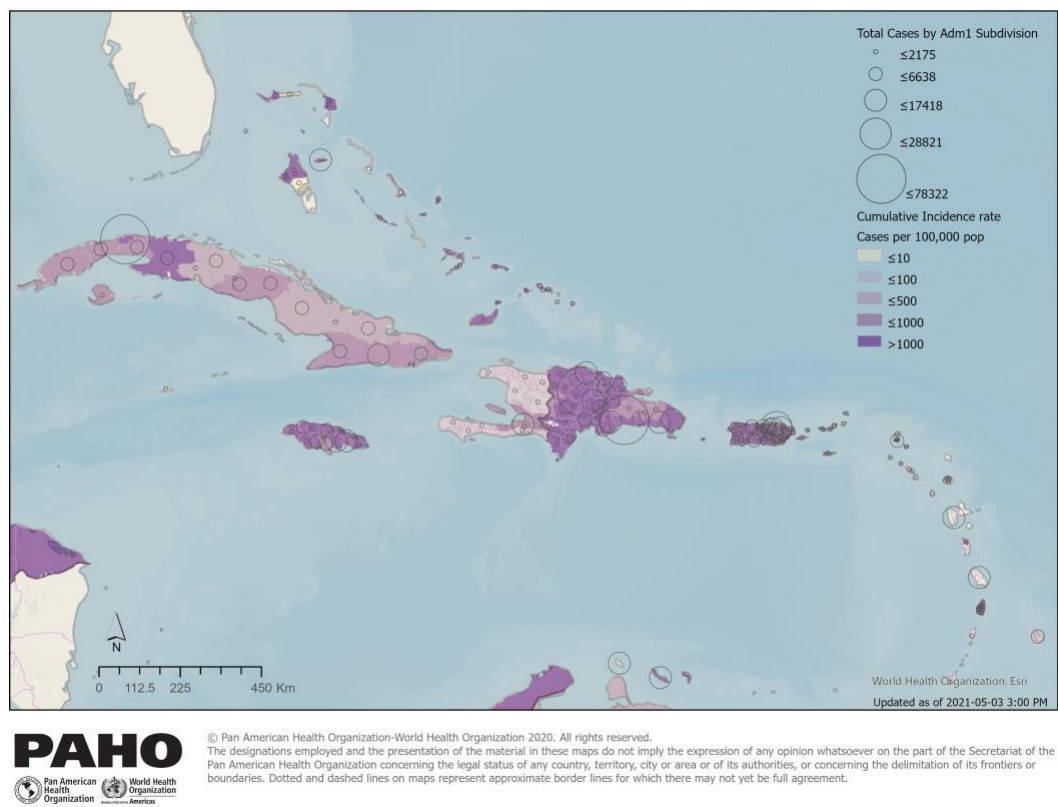 Total Cases by Adm1 Subdivision
≤2175
≤6638
≤17418
≤28821
≤78322
Cumulative Incidence rate
Cases per 100,000 pop
≤10
≤100
≤500
≤1000
>1000
N
0 112.5 225 450 Km
World Health Organization, Esri
Updated as of 2021-05-03 3:00 PM
PAHO
Pan American
Health
Organization
World Health
Organization
Americas
© Pan American Health Organization-World Health Organization 2020. All rights reserved.
The designations employed and the presentation of the material in these maps do not imply the expression of any opinion whatsoever on the part of the Secretariat of the
Pan American Health Organization concerning the legal status of any country, territory, city or area or of its authorities, or concerning the delimitation of its frontiers or
boundaries. Dotted and dashed lines on maps represent approximate border lines for which there may not yet be full agreement.